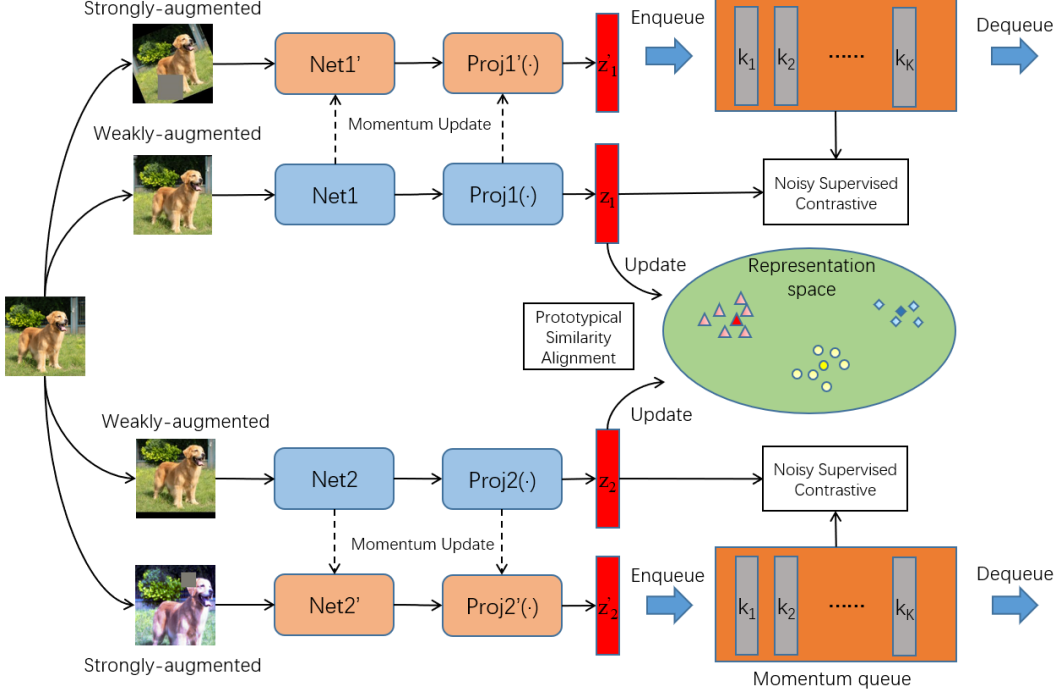 Strongly-augmented
Net1'
Proj1'(·)
z'1
Enqueue
k1
k2
......
kK
Dequeue
Momentum Update
Weakly-augmented
Net1
Proj1(·)
z1
Noisy Supervised
Contrastive
Update
Representation
space
Prototypical
Similarity
Alignment
Update
Weakly-augmented
Net2
Proj2(·)
z2
Noisy Supervised
Contrastive
Momentum Update
Net2'
Proj2'(·)
z'2
Enqueue
k1
k2
......
kK
Dequeue
Strongly-augmented
Momentum queue